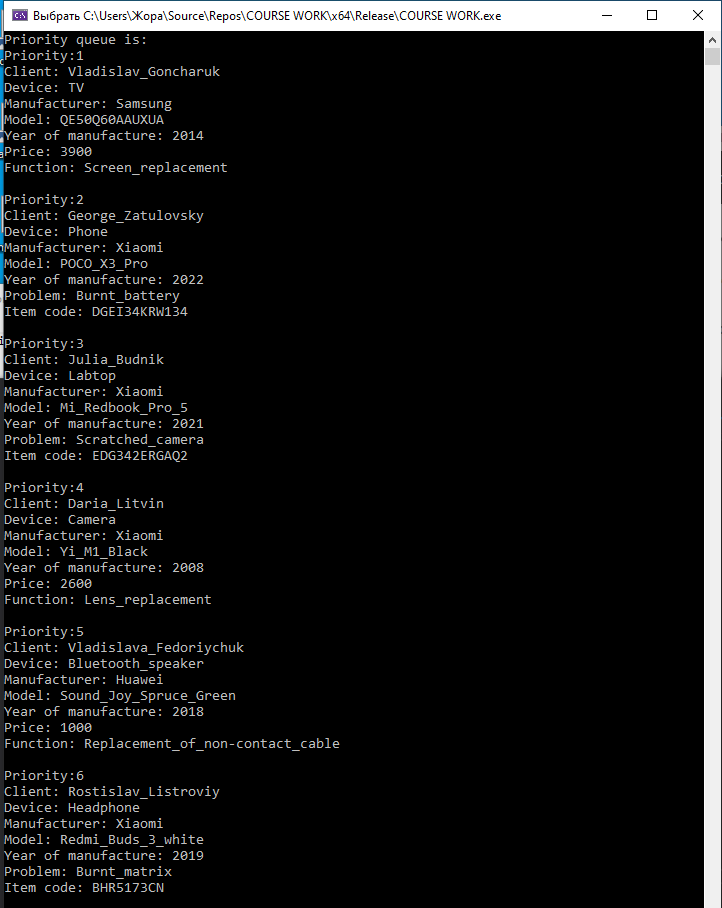 Выбрать C:\Users\Жора\Source\Repos\COURSE WORK\x64\Release\COURSE WORK.exe
Priority queue is:
Priority:1
Client: Vladislav_Goncharuk
Device: TV
Manufacturer: Samsung
Model: QE50Q60AAUXUA
Year of manufacture: 2014
Price: 3900
Function: Screen_replacement
Priority:2
Client: George_Zatulovsky
Device: Phone
Manufacturer: Xiaomi
Model: POCO_X3_Pro
Year of manufacture: 2022
Problem: Burnt_battery
Item code: DGEI34KRW134
Priority:3
Client: Julia_Budnik
Device: Labtop
Manufacturer: Xiaomi
Model: Mi_Redbook_Pro_5
Year of manufacture: 2021
Problem: Scratched_camera
Item code: EDG342ERGAQ2
Priority:4
Client: Daria_Litvin
Device: Camera
Manufacturer: Xiaomi
Model: Yi_M1_Black
Year of manufacture: 2008
Price: 2600
Function: Lens_replacement
Priority:5
Client: Vladislava_Fedoriychuk
Device: Bluetooth_speaker
Manufacturer: Huawei
Model: Sound_Joy_Spruce_Green
Year of manufacture: 2018
Price: 1000
Function: Replacement_of_non-contact_cable
Priority:6
Client: Rostislav_Listroviy
Device: Headphone
Manufacturer: Xiaomi
Model: Redmi_Buds_3_white
Year of manufacture: 2019
Problem: Burnt_matrix
Item code: BHR5173CN